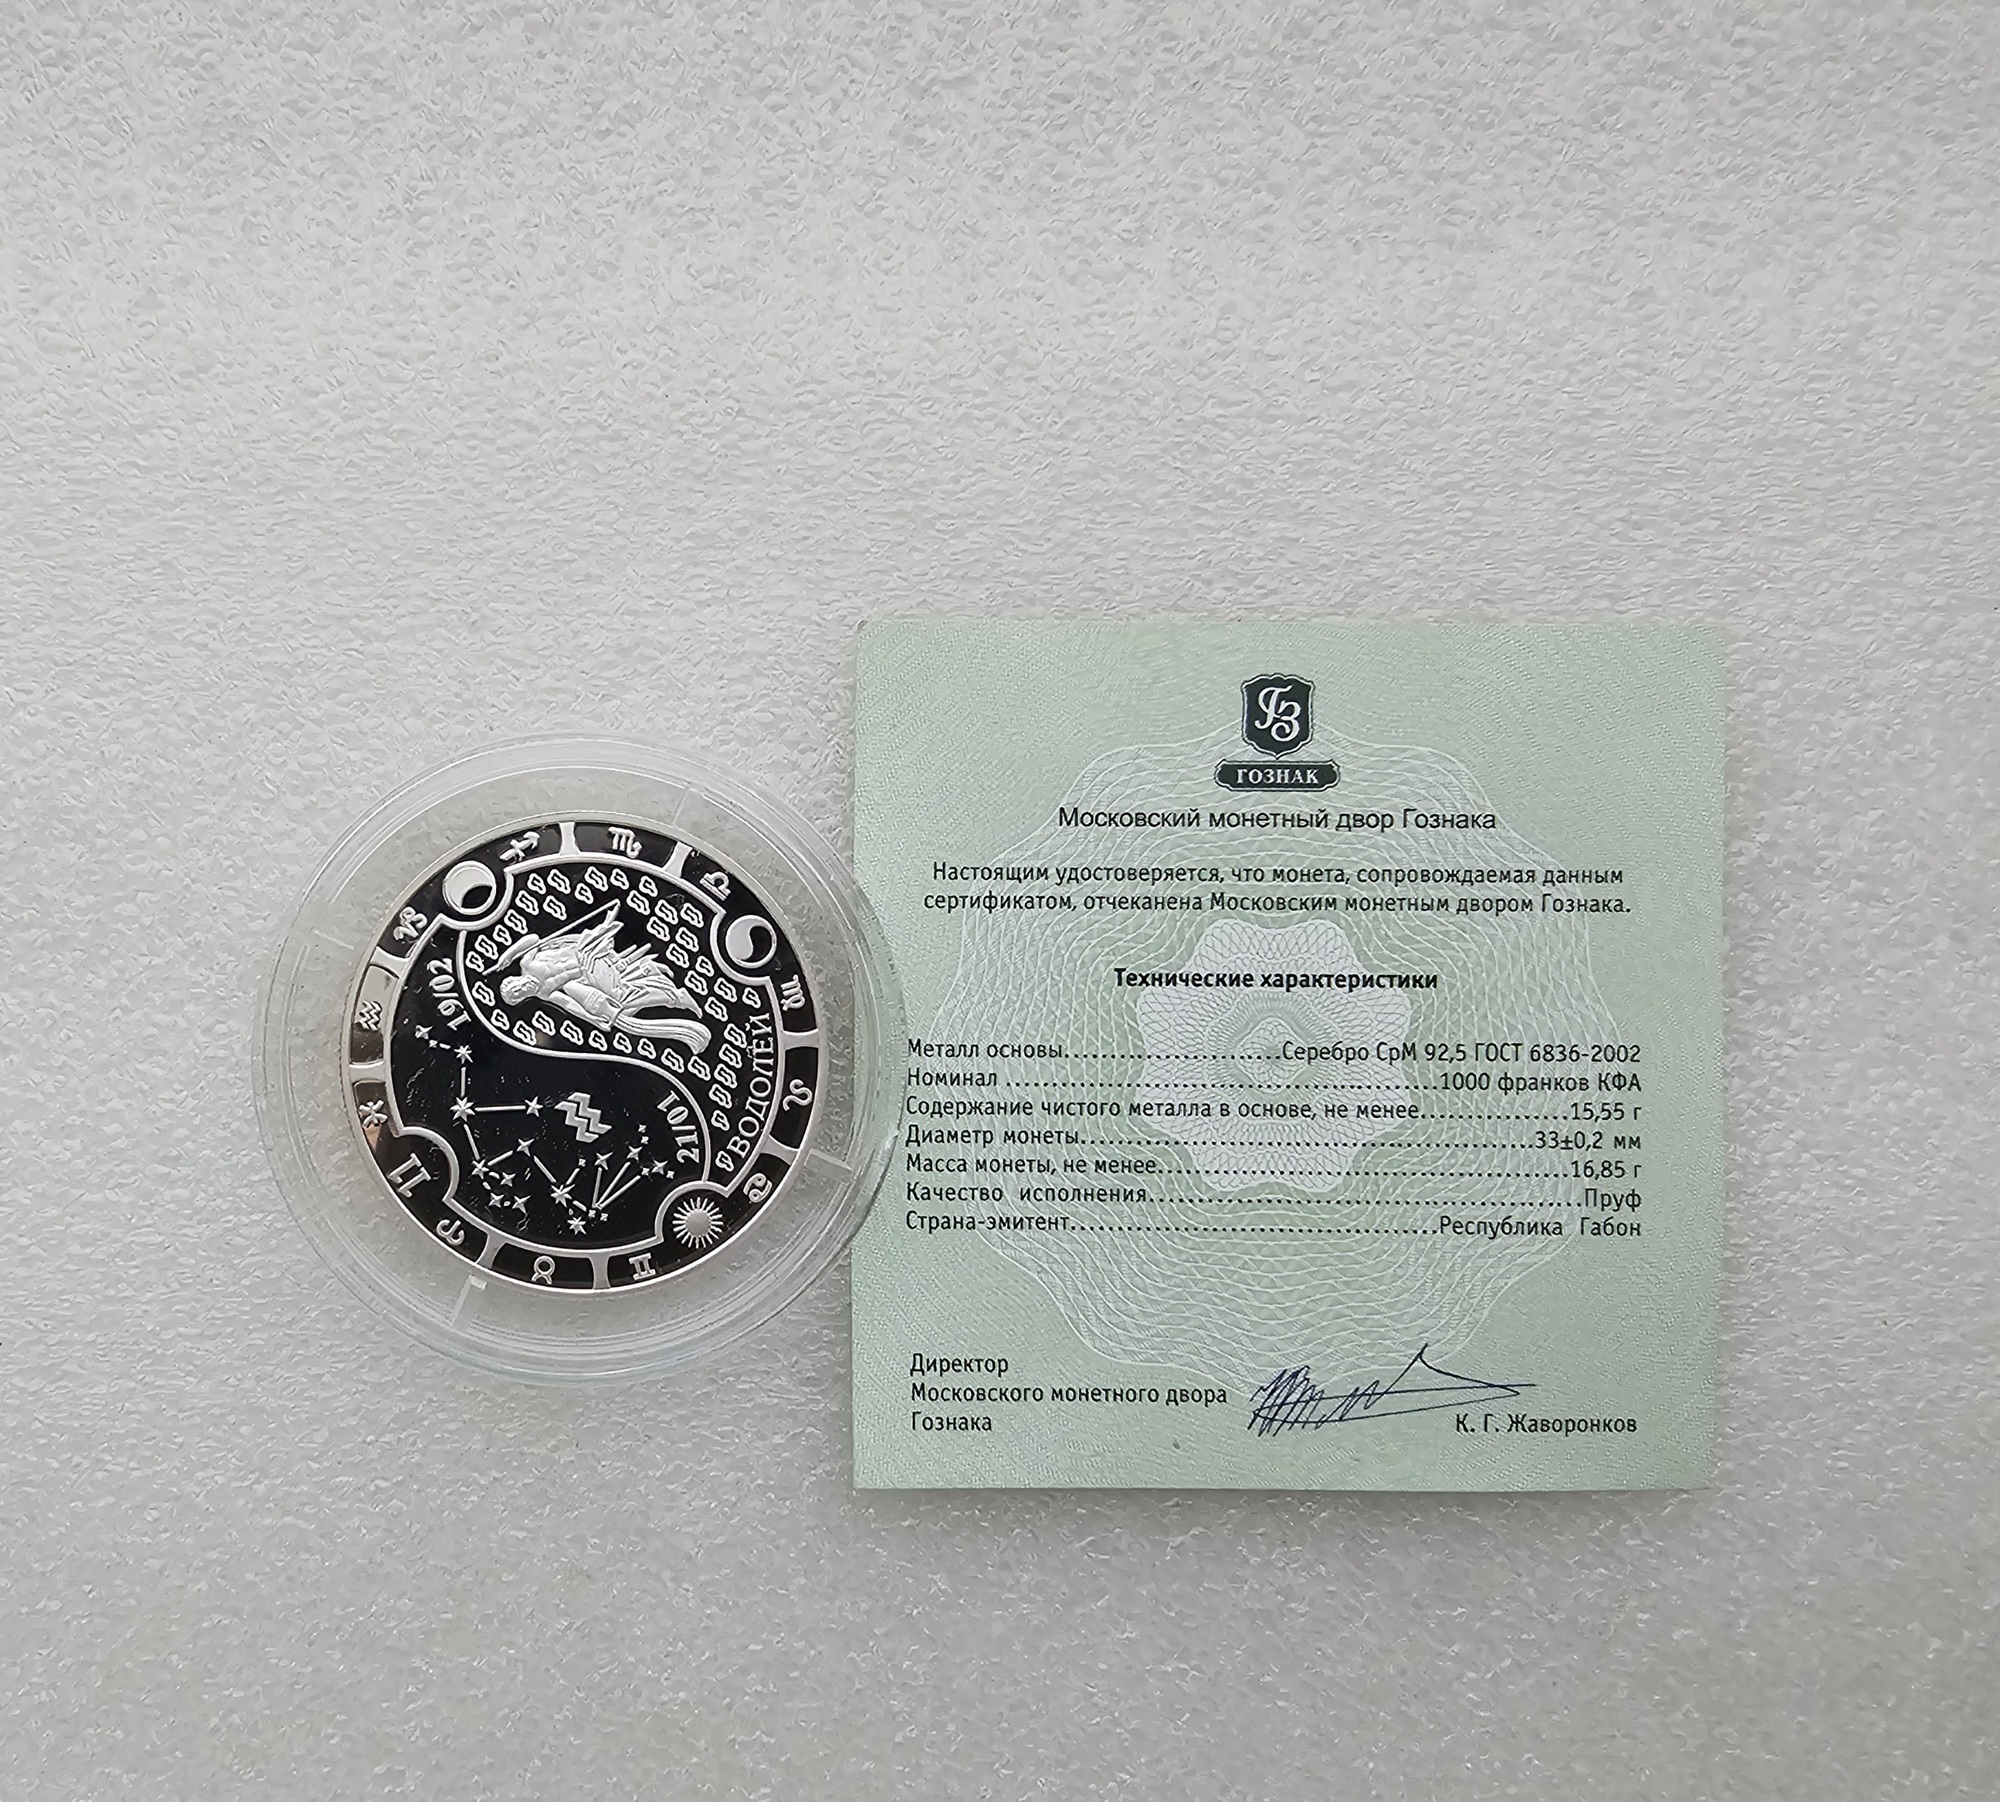 19/02
21/01
ВОДОЛЕЙ
11
ГЗ
ГОЗНАК
Московский монетный двор Гознака
Настоящим удостоверяется, что монета, сопровождаемая данным
сертификатом, отчеканена Московским монетным двором Гознака.
Технические характеристики
Металл основы..............................Серебро СрМ 92,5 ГОСТ 6836-2002
Номинал ..........................................................1000 франков КФА
Содержание чистого металла в основе, не менее....................15,55 г
Диаметр монеты............................................................33±0,2 мм
Масса монеты, не менее.......................................................16,85 г
Качество исполнения..........................................................Пруф
Страна-эмитент.................................................Республика Габон
Директор
Московского монетного двора
Гознака
К. Г. Жаворонков